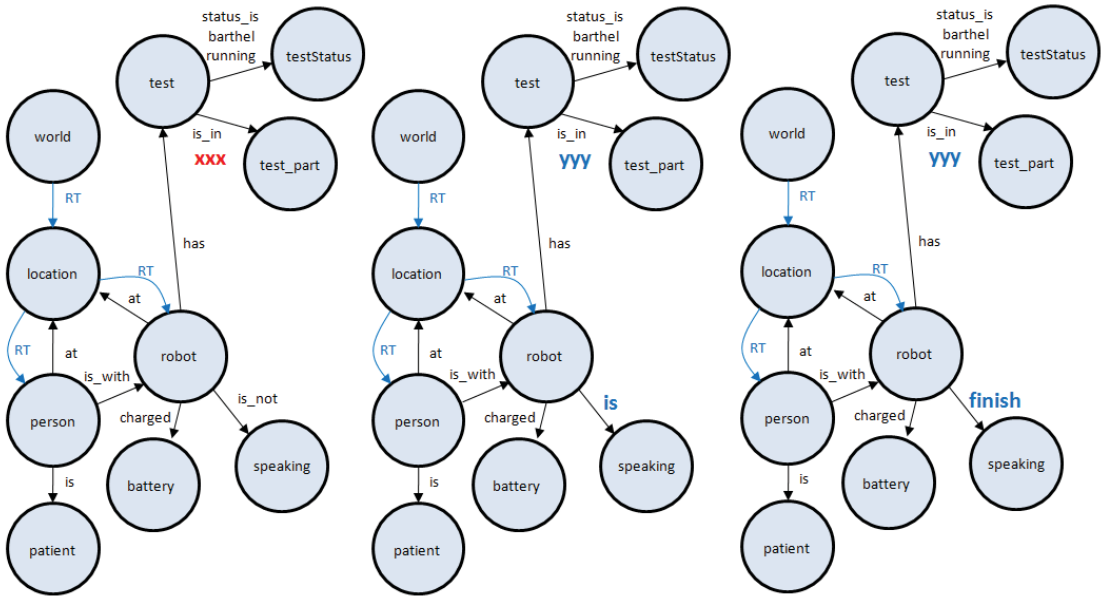 status_is
barthel
running
testStatus
test
is_in
xxx
test_part
world
RT
has
location
RT
at
RT
at
robot
is_with
person
charged
is_not
is
battery
speaking
patient
status_is
barthel
running
testStatus
test
is_in
yyy
test_part
world
RT
has
location
RT
at
RT
at
robot
is_with
person
charged
is
is
battery
speaking
patient
status_is
barthel
running
testStatus
test
is_in
yyy
test_part
world
RT
has
location
RT
at
RT
at
robot
is_with
person
charged
finish
is
battery
speaking
patient